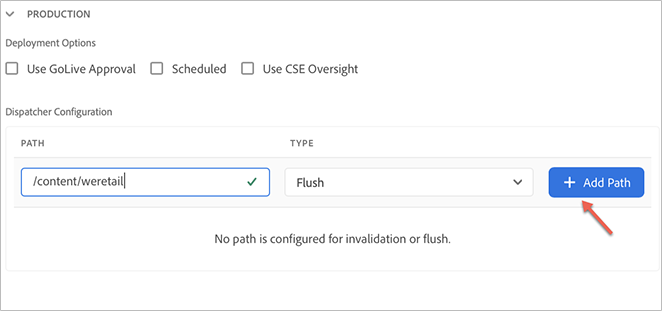 PRODUCTION
Deployment Options
Use GoLive Approval Scheduled Use CSE Oversight
Dispatcher Configuration
PATH TYPE
/content/weretail Flush + Add Path
No path is configured for invalidation or flush.